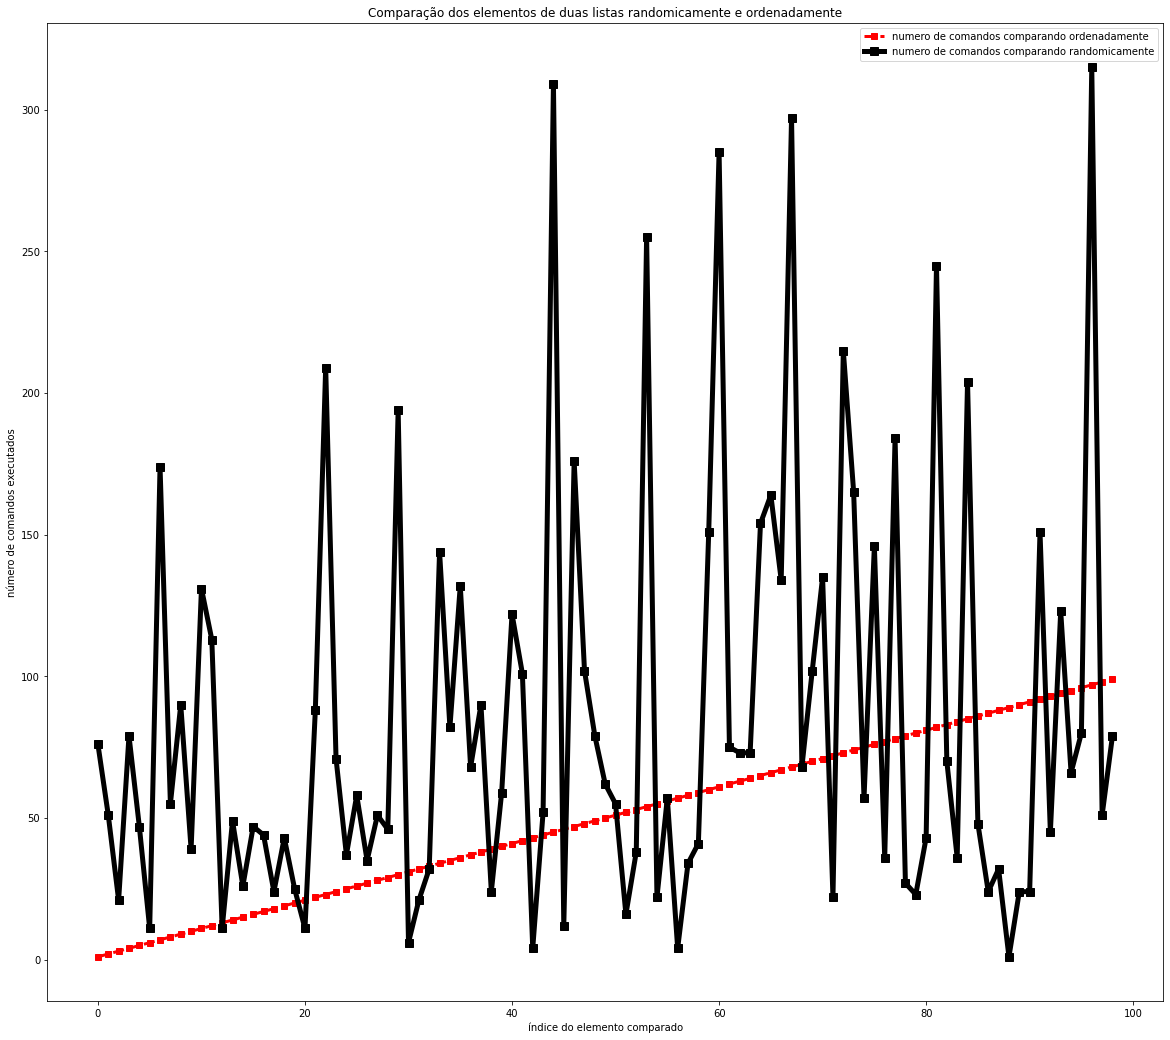 Comparação dos elementos de duas listas randomicamente e ordenadamente
numero de comandos comparando ordenadamente
numero de comandos comparando randomicamente
número de comandos executados
300
250
200
150
100
50
0
0 20 40 60 80 100
índice do elemento comparado